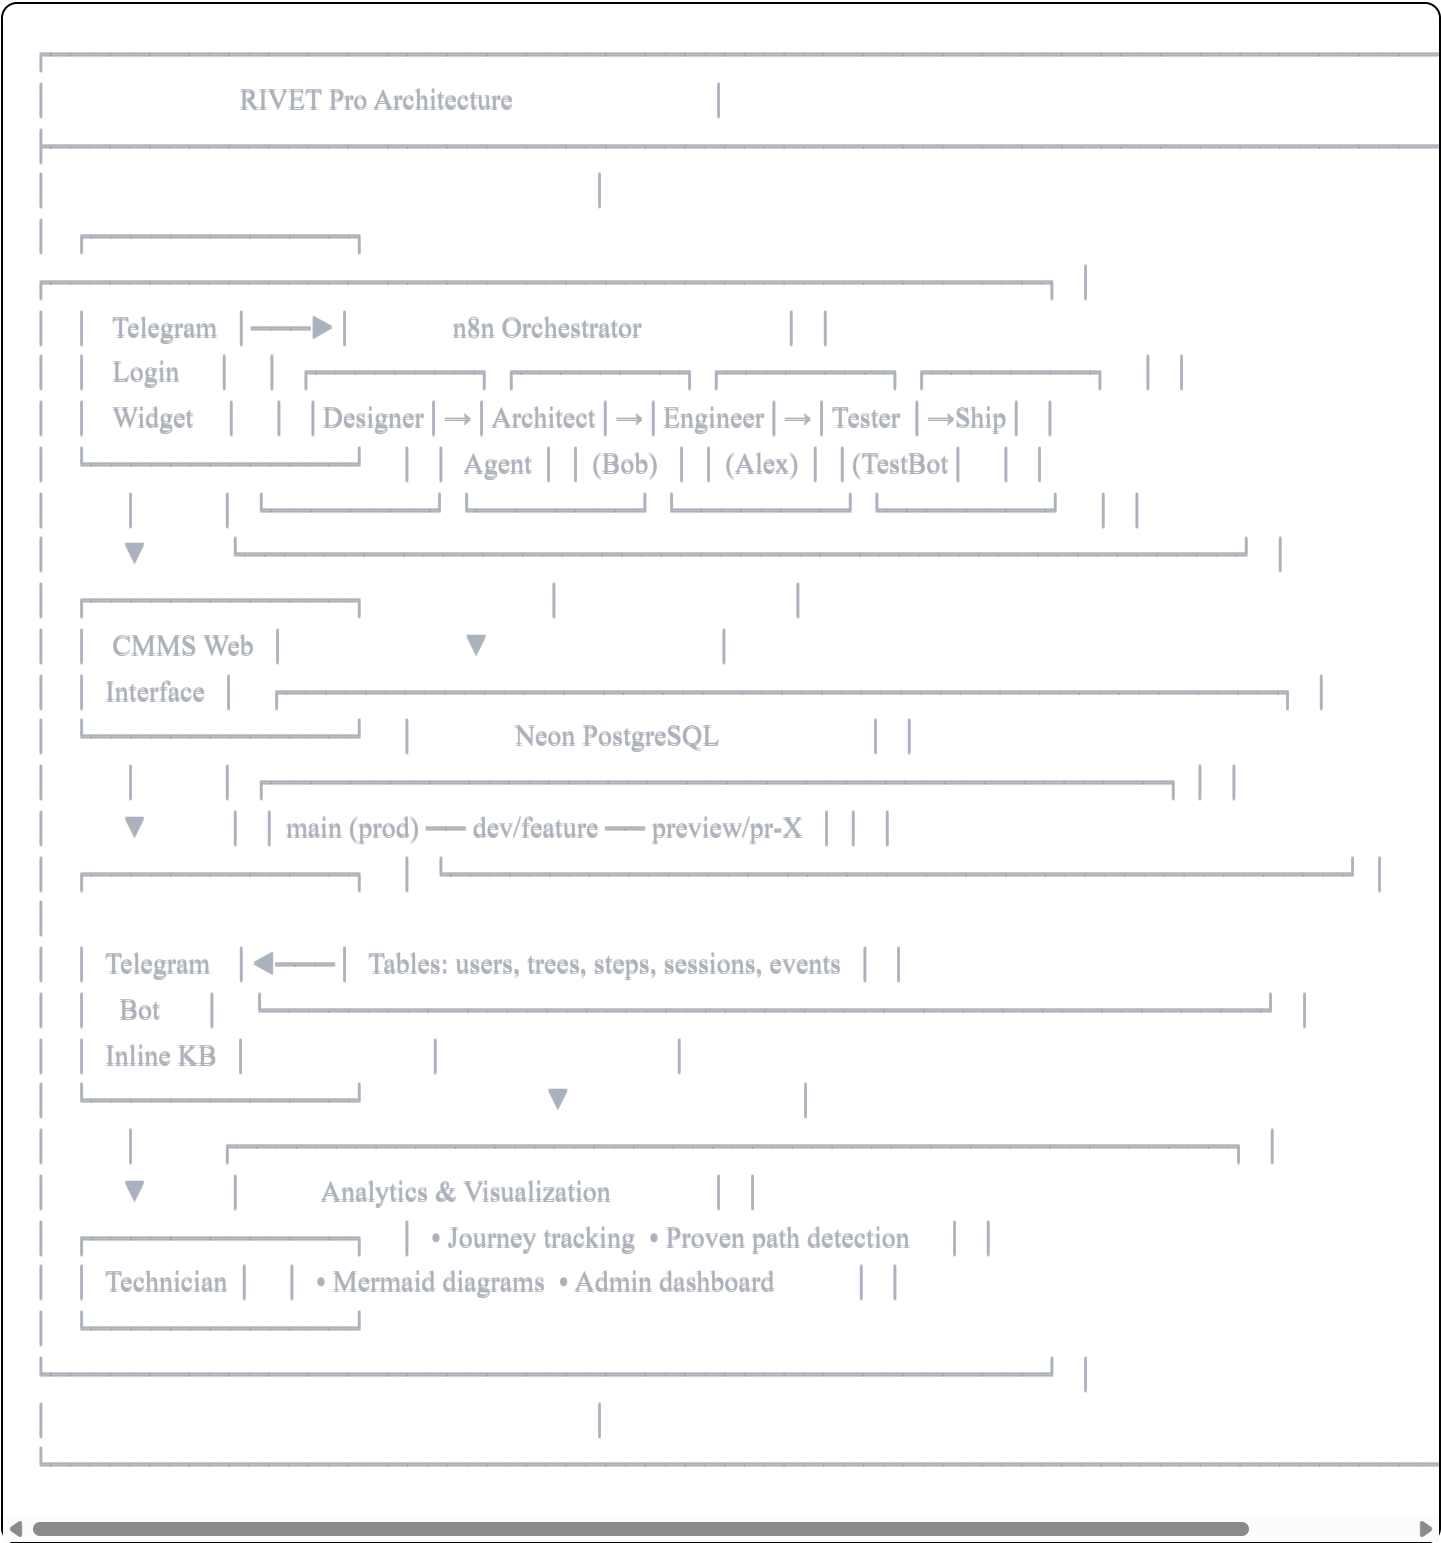 RIVET Pro Architecture
Telegram → n8n Orchestrator
Login
Widget Designer → Architect → Engineer → Tester →Ship
Agent (Bob) (Alex) (TestBot
▼
CMMS Web ▼
Interface
Neon PostgreSQL
▼ main (prod) ── dev/feature ── preview/pr-X
Telegram ◀── Tables: users, trees, steps, sessions, events
Bot
Inline KB
▼
▼ Analytics & Visualization
• Journey tracking • Proven path detection
Technician • Mermaid diagrams • Admin dashboard